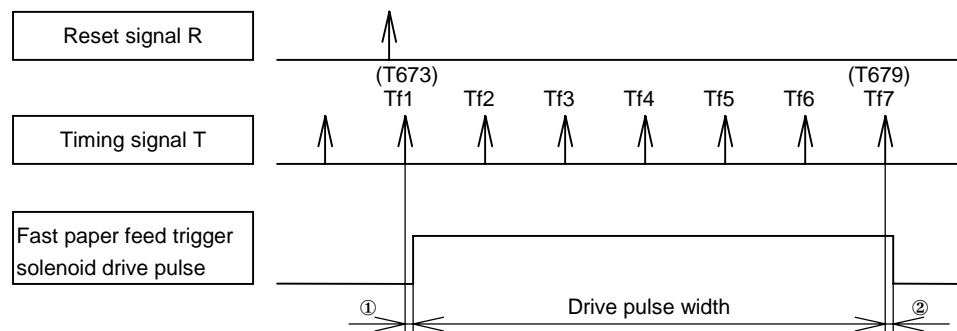 Reset signal R
(T673) (T679)
Tf1 Tf2 Tf3 Tf4 Tf5 Tf6 Tf7
Timing signal T
Fast paper feed trigger
solenoid drive pulse
① Drive pulse width ②